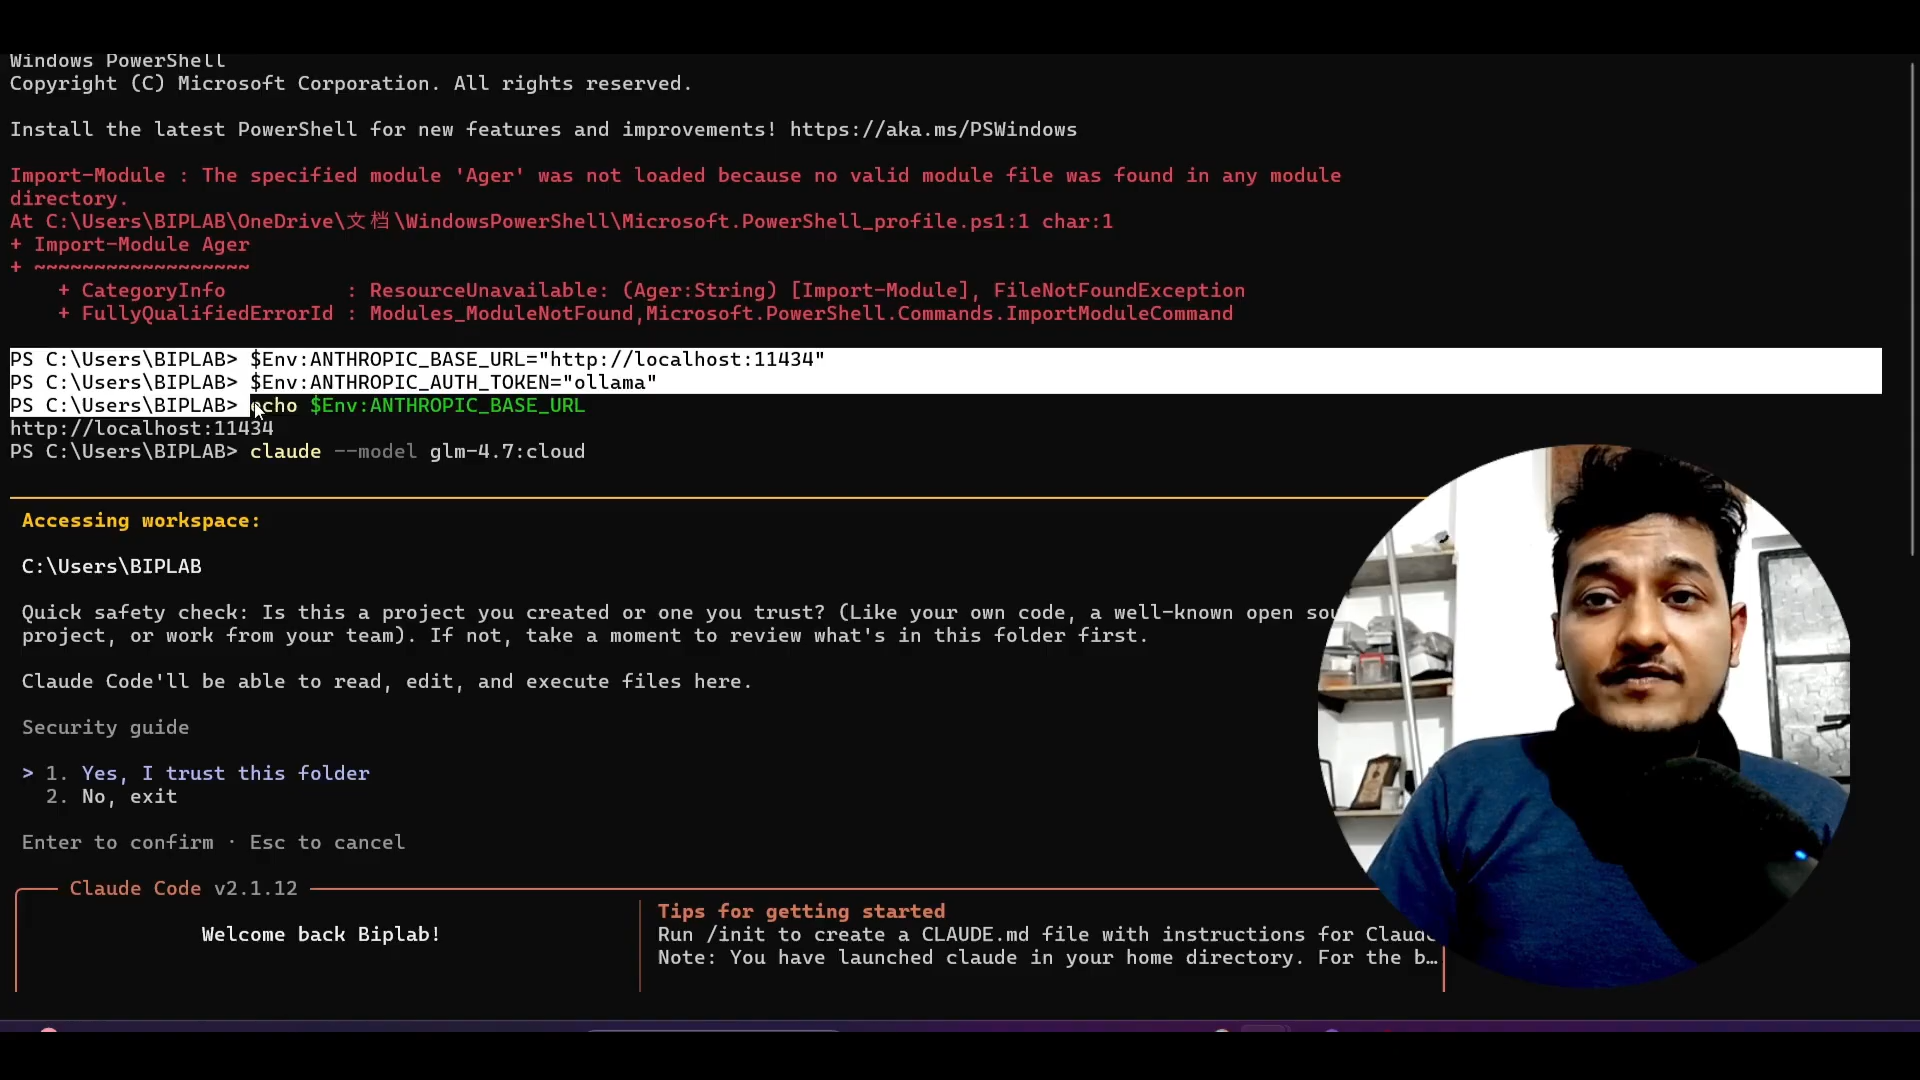 Windows PowerShell
Copyright (C) Microsoft Corporation. All rights reserved.
Install the latest PowerShell for new features and improvements! https://aka.ms/PSWindows
Import-Module : The specified module 'Ager' was not loaded because no valid module file was found in any module
directory.
At C:\Users\BIPLAB\OneDrive\文档\WindowsPowerShell\Microsoft.PowerShell_profile.ps1:1 char:1
+ Import-Module Ager
+ ~~~~~~~~~~~~~~~~~~
+ CategoryInfo : ResourceUnavailable: (Ager:String) [Import-Module], FileNotFoundException
+ FullyQualifiedErrorId : Modules_ModuleNotFound,Microsoft.PowerShell.Commands.ImportModuleCommand
PS C:\Users\BIPLAB> $Env:ANTHROPIC_BASE_URL="http://localhost:11434"
PS C:\Users\BIPLAB> $Env:ANTHROPIC_AUTH_TOKEN="ollama"
PS C:\Users\BIPLAB> echo $Env:ANTHROPIC_BASE_URL
http://localhost:11434
PS C:\Users\BIPLAB> claude --model glm-4.7:cloud
Accessing workspace:
C:\Users\BIPLAB
Quick safety check: Is this a project you created or one you trust? (Like your own code, a well-known open
project, or work from your team). If not, take a moment to review what's in this folder first.
Claude Code'll be able to read, edit, and execute files here.
Security guide
> 1. Yes, I trust this folder
2. No, exit
Enter to confirm · Esc to cancel
Claude Code v2.1.12
Welcome back Biplab!
Tips for getting started
Run /init to create a CLAUDE.md file with instructions for Claude
Note: You have launched claude in your home directory. For the b…